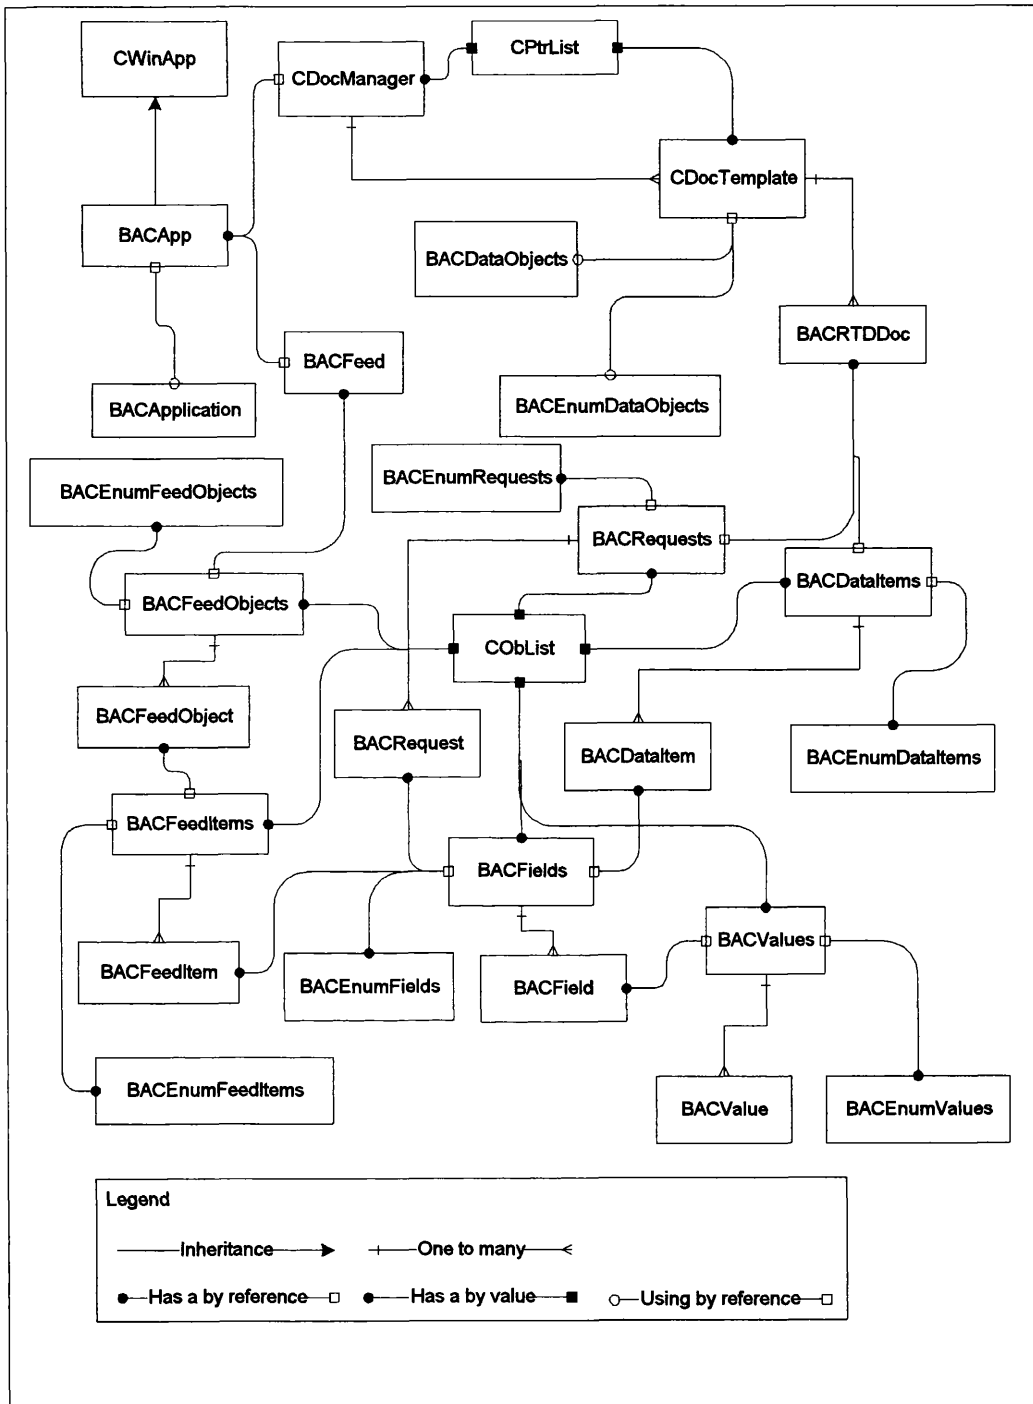 CWinApp
CDocManager
CPtrList
CDocTemplate
BACApp
BACDataObjects
BACRTDDoc
BACFeed
BACApplication
BACEnumDataObjects
BACEnumRequests
BACEnumFeedObjects
BACRequests
BACDataItems
BACFeedObjects
CObList
BACFeedObject
BACRequest
BACDataItem
BACEnumDataItems
BACFeedItems
BACFields
BACValues
BACFeedItem
BACEnumFields
BACField
BACEnumFeedItems
BACValue
BACEnumValues
Legend
Inheritance
One to many
Has a by reference
Has a by value
Using by reference